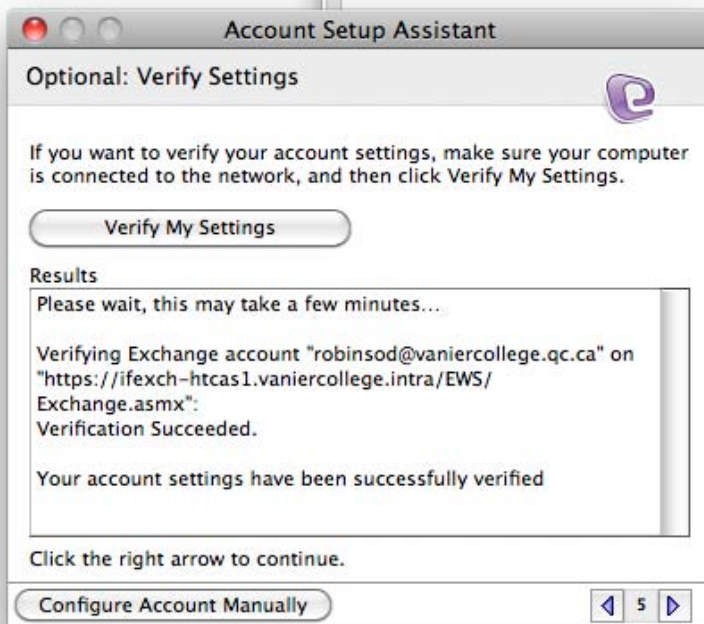 Account Setup Assistant
Optional: Verify Settings
If you want to verify your account settings, make sure your computer
is connected to the network, and then click Verify My Settings.
Verify My Settings
Results
Please wait, this may take a few minutes...
Verifying Exchange account "robinsod@vaniercollege.qc.ca" on
"https://ifexch-htcas1.vaniercollege.intra/EWS/
Exchange.asmx":
Verification Succeeded.
Your account settings have been successfully verified
Click the right arrow to continue.
Configure Account Manually
5